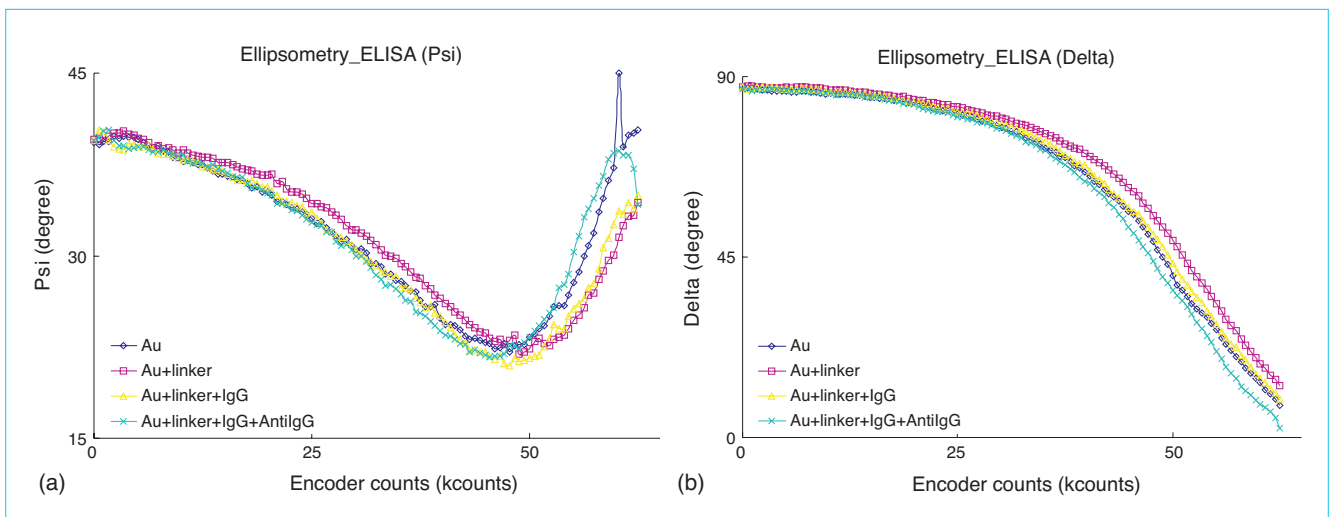 Ellipsometry_ELISA (Psi)
45
30
15
Psi (degree)
Au
Au+linker
Au+linker+IgG
Au+linker+IgG+AntiIgG
0
25
50
Encoder counts (kcounts)
(a)
Ellipsometry_ELISA (Delta)
90
45
0
Delta (degree)
Au
Au+linker
Au+linker+IgG
Au+linker+IgG+AntiIgG
0
25
50
Encoder counts (kcounts)
(b)